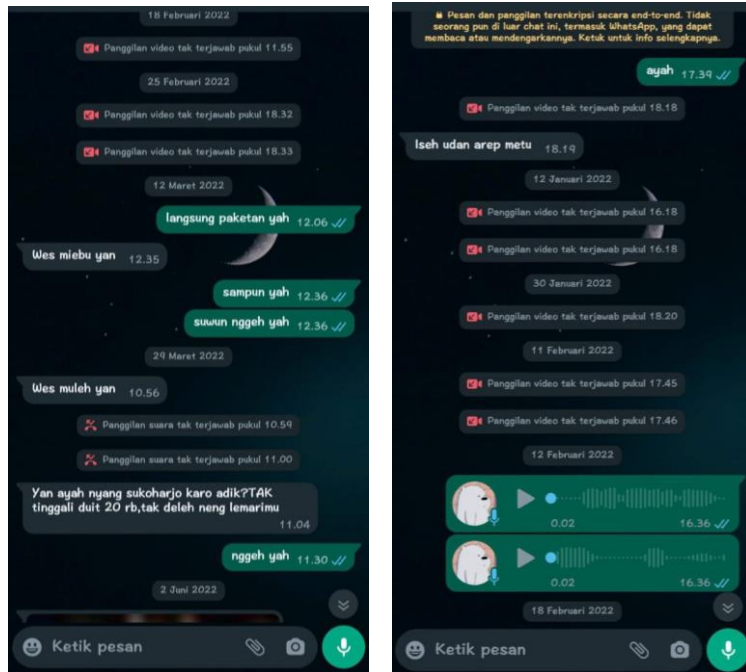 18 Februari 2022
Panggilan video tak terjawab pukul 11.55
25 Februari 2022
Panggilan video tak terjawab pukul 18.32
Panggilan video tak terjawab pukul 18.33
12 Maret 2022
langsung paketan yah 12.06
Wes miebu yan 12.35
sampun yah 12.36
suwun nggeh yah 12.36
29 Maret 2022
Wes muleh yan 10.56
Panggilan suara tak terjawab pukul 10.59
Panggilan suara tak terjawab pukul 11.00
Yan ayah nyang sukoharjo karo adik?TAK
tinggali duit 20 rb,tak deleh neng lemarimu
11.04
nggeh yah 11.30
2 Juni 2022
Ketik pesan
Pesan dan panggilan terenkripsi secara end-to-end. Tidak
seorang pun di luar chat ini, termasuk WhatsApp, yang dapat
membaca atau mendengarkannya. Ketuk untuk info selengkapnya.
ayah 17.39
Panggilan video tak terjawab pukul 18.18
Iseh udan arep metu 18.19
12 Januari 2022
Panggilan video tak terjawab pukul 16.18
Panggilan video tak terjawab pukul 16.18
30 Januari 2022
Panggilan video tak terjawab pukul 18.20
11 Februari 2022
Panggilan video tak terjawab pukul 17.45
Panggilan video tak terjawab pukul 17.46
12 Februari 2022
0.02 16.36
0.02 16.36
18 Februari 2022
Ketik pesan